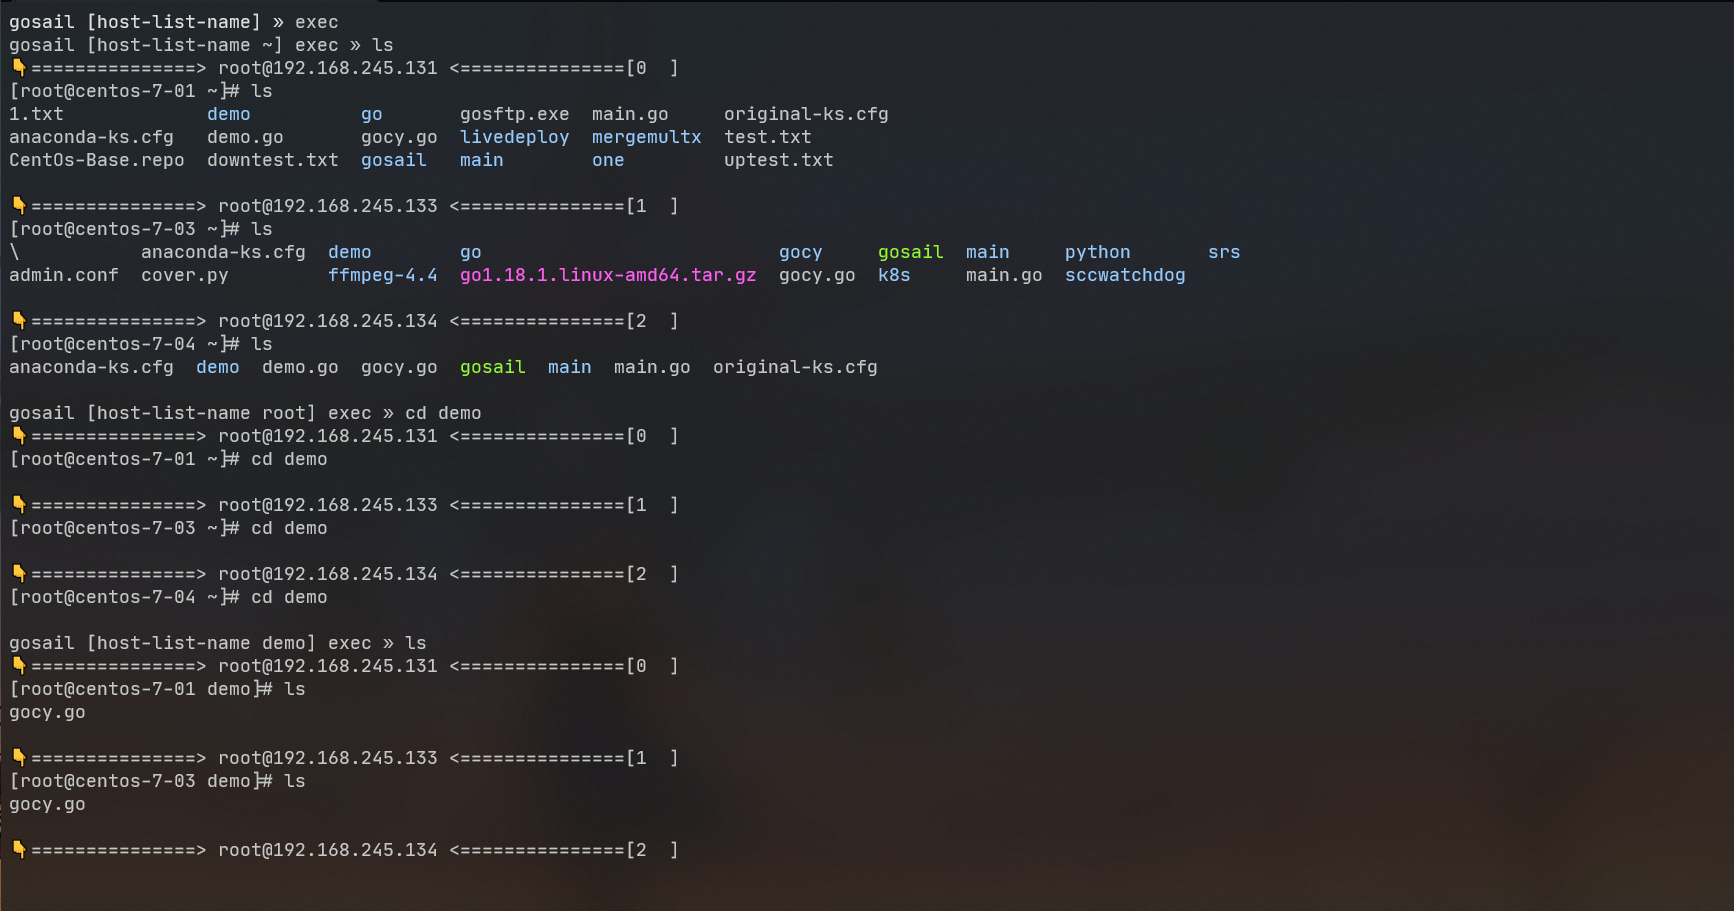 gosail [host-list-name] » exec
gosail [host-list-name ~] exec » ls
👇===============> root@192.168.245.131 <===============[0  ]
[root@centos-7-01 ~]# ls
1.txt             demo          go       gosftp.exe  main.go     original-ks.cfg
anaconda-ks.cfg   demo.go       gocy.go  livedeploy  mergemultx  test.txt
CentOs-Base.repo  downtest.txt  gosail   main        one         uptest.txt

👇===============> root@192.168.245.133 <===============[1  ]
[root@centos-7-03 ~]# ls
\           anaconda-ks.cfg  demo        go                           gocy     gosail  main     python       srs
admin.conf  cover.py         ffmpeg-4.4  go1.18.1.linux-amd64.tar.gz  gocy.go  k8s     main.go  sccwatchdog

👇===============> root@192.168.245.134 <===============[2  ]
[root@centos-7-04 ~]# ls
anaconda-ks.cfg  demo  demo.go  gocy.go  gosail  main  main.go  original-ks.cfg

gosail [host-list-name root] exec » cd demo
👇===============> root@192.168.245.131 <===============[0  ]
[root@centos-7-01 ~]# cd demo

👇===============> root@192.168.245.133 <===============[1  ]
[root@centos-7-03 ~]# cd demo

👇===============> root@192.168.245.134 <===============[2  ]
[root@centos-7-04 ~]# cd demo

gosail [host-list-name demo] exec » ls
👇===============> root@192.168.245.131 <===============[0  ]
[root@centos-7-01 demo]# ls
gocy.go

👇===============> root@192.168.245.133 <===============[1  ]
[root@centos-7-03 demo]# ls
gocy.go

👇===============> root@192.168.245.134 <===============[2  ]